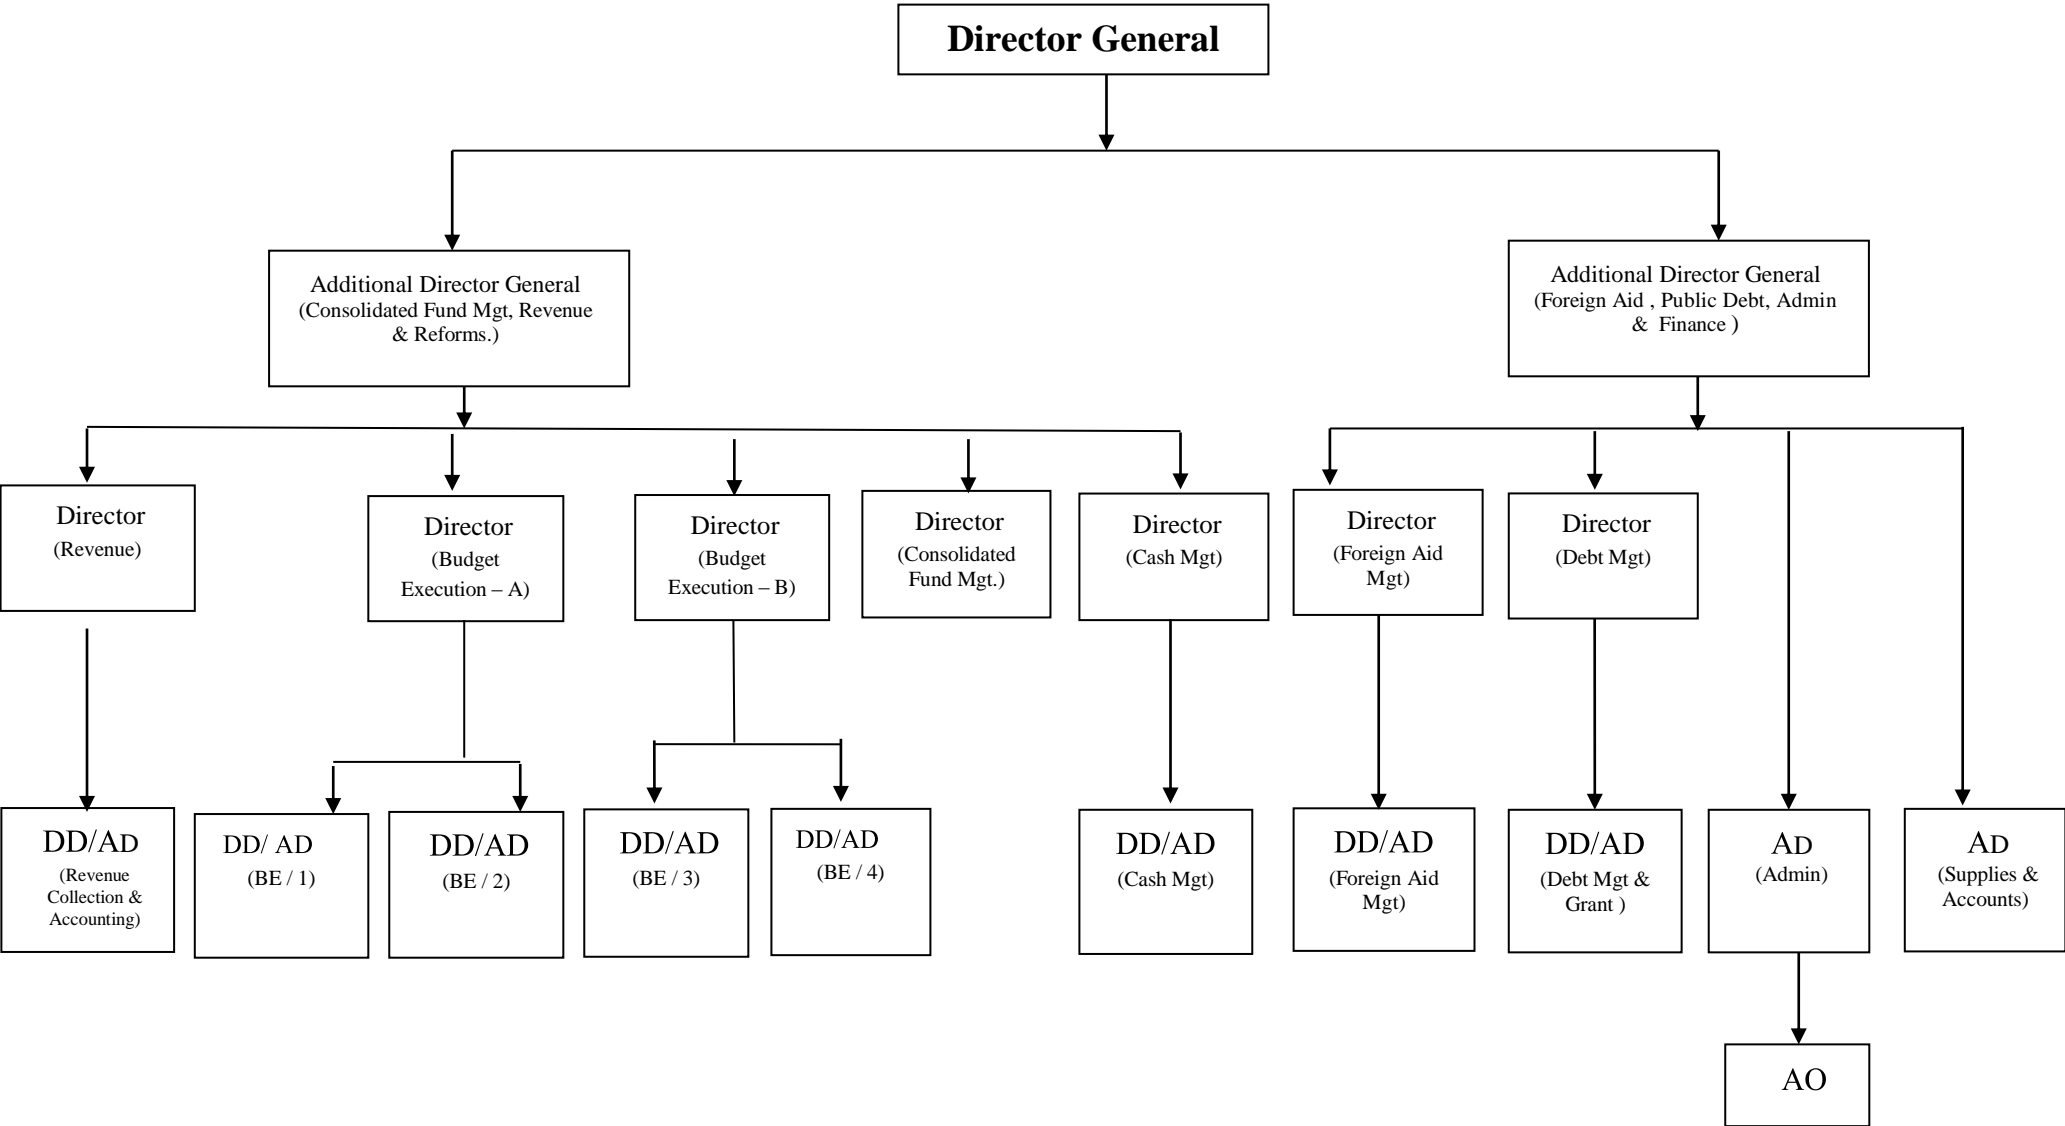 Director General
Additional Director General
(Consolidated Fund Mgt, Revenue
& Reforms.)
Additional Director General
(Foreign Aid , Public Debt, Admin
& Finance )
Director
(Revenue)
Director
(Budget
Execution – A)
Director
(Budget
Execution – B)
Director
(Consolidated
Fund Mgt.)
Director
(Cash Mgt)
Director
(Foreign Aid
Mgt)
Director
(Debt Mgt)
DD/AD
(Revenue
Collection &
Accounting)
DD/ AD
(BE / 1)
DD/AD
(BE / 2)
DD/AD
(BE / 3)
DD/AD
(BE / 4)
DD/AD
(Cash Mgt)
DD/AD
(Foreign Aid
Mgt)
DD/AD
(Debt Mgt &
Grant )
AD
(Admin)
AD
(Supplies &
Accounts)
AO